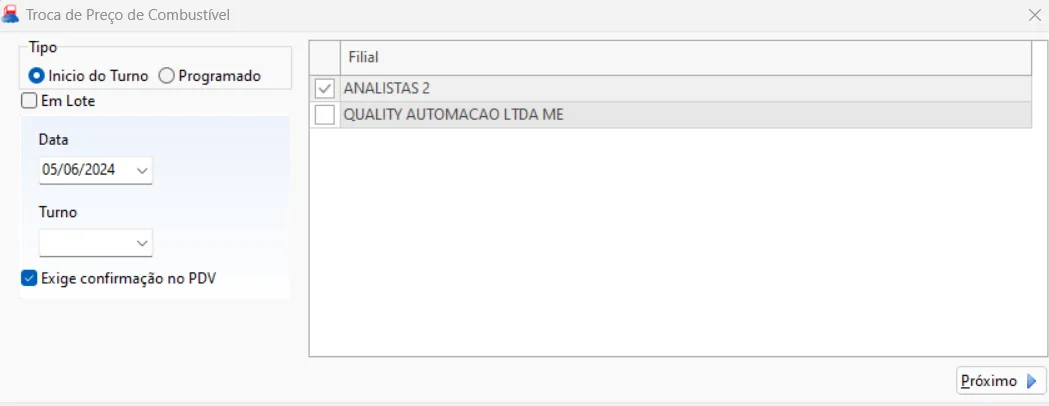 Troca de Preço de Combustível
Tipo
Inicio do Turno Programado
Em Lote
Data
05/06/2024
Turno
Exige confirmação no PDV
Filial
ANALISTAS 2
QUALITY AUTOMACAO LTDA ME
Próximo